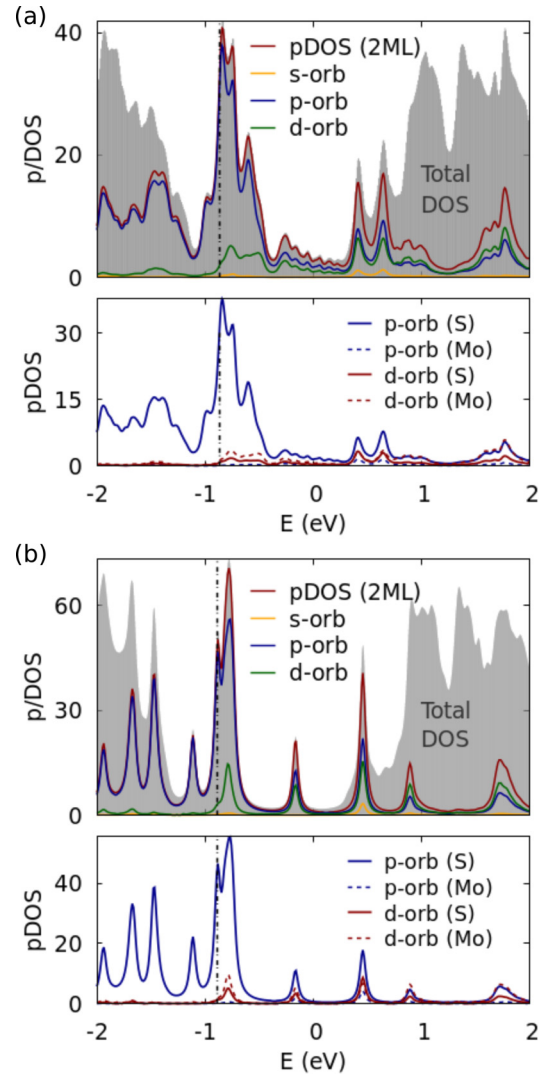 (a)
40
20
0
p/DOS
pDOS (2ML)
s-orb
p-orb
d-orb
Total
DOS
30
15
0
pDOS
p-orb (S)
p-orb (Mo)
d-orb (S)
d-orb (Mo)
-2 -1 0 1 2
E (eV)
(b)
60
30
0
p/DOS
pDOS (2ML)
s-orb
p-orb
d-orb
Total
DOS
40
20
0
pDOS
p-orb (S)
p-orb (Mo)
d-orb (S)
d-orb (Mo)
-2 -1 0 1 2
E (eV)